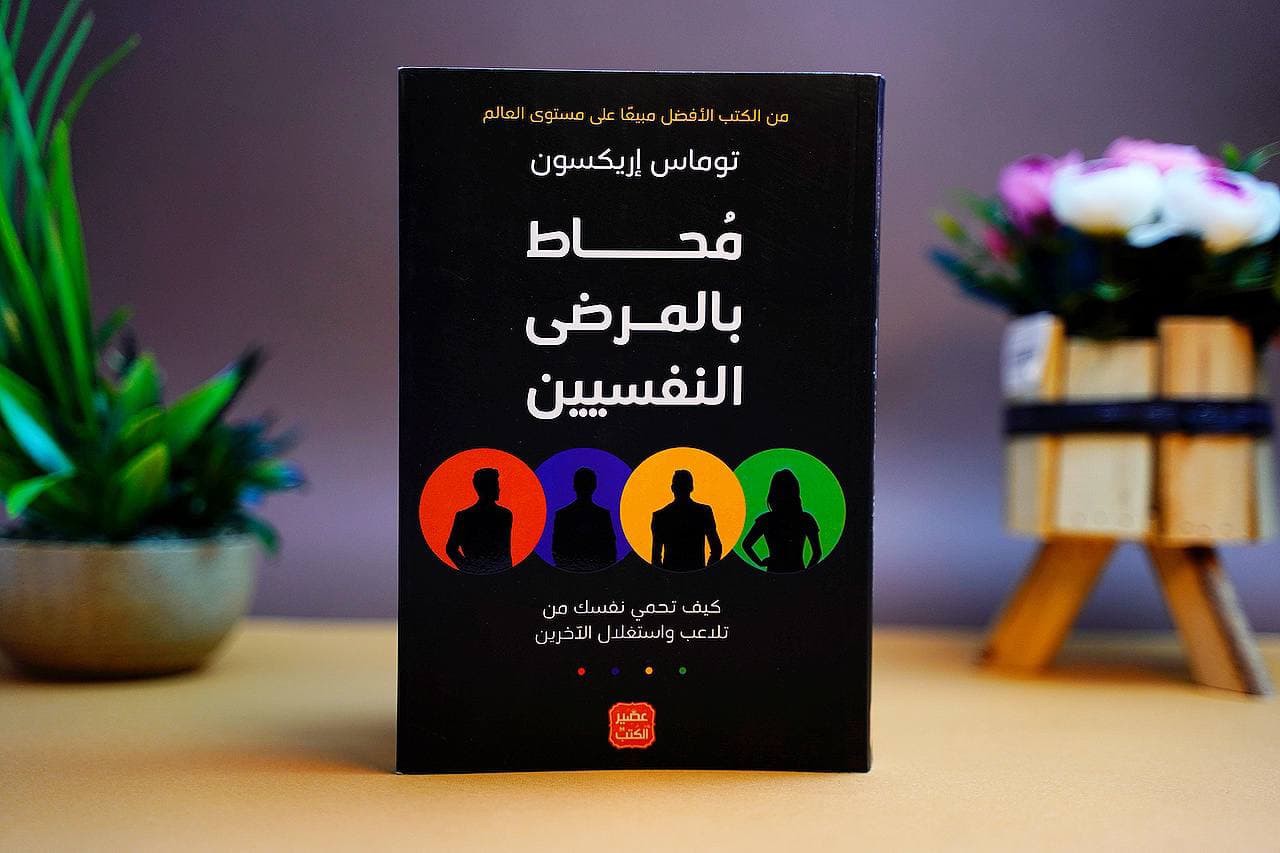 من الكتب الأفضل مبيعًا على مستوى العالم
توماس إريكسون
مُحاط
بالمرضى
النفسيين
كيف تحمي نفسك من
تلاعب واستغلال الآخرين
عصير
الكتب